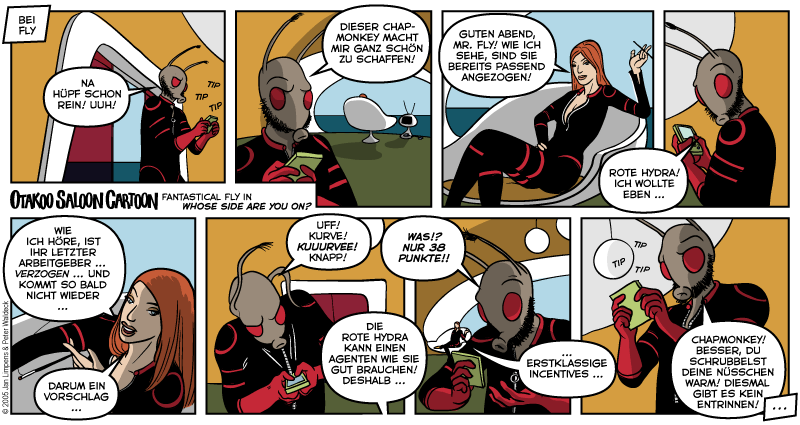 BEI
FLY
NA
HÜPF SCHON
REIN! UUH!
TIP
TIP
TIP
DIESER CHAP-
MONKEY MACHT
MIR GANZ SCHÖN
ZU SCHAFFEN!
GUTEN ABEND,
MR. FLY! WIE ICH
SEHE, SIND SIE
BEREITS PASSEND
ANGEZOGEN!
ROTE HYDRA!
ICH WOLLTE
EBEN ...
OTAKOO SALOON CARTOON FANTASTICAL FLY IN
WHOSE SIDE ARE YOU ON?
WIE
ICH HÖRE, IST
IHR LETZTER
ARBEITGEBER ...
VERZOGEN ... UND
KOMMT SO BALD
NICHT WIEDER
...
DARUM EIN
VORSCHLAG
...
UFF!
KURVE!
KUUURVEE!
KNAPP!
DIE
ROTE HYDRA
KANN EINEN
AGENTEN WIE SIE
GUT BRAUCHEN!
DESHALB ...
WAS!?
NUR 38
PUNKTE!!
...
ERSTKLASSIGE
INCENTIVES ...
TIP
TIP
TIP
CHAPMONKEY!
BESSER, DU
SCHRUBBELST
DEINE NÜSSCHEN
WARM! DIESMAL
GIBT ES KEIN
ENTRINNEN!
...
© 2005 Jan Limpens & Peter Waldeck